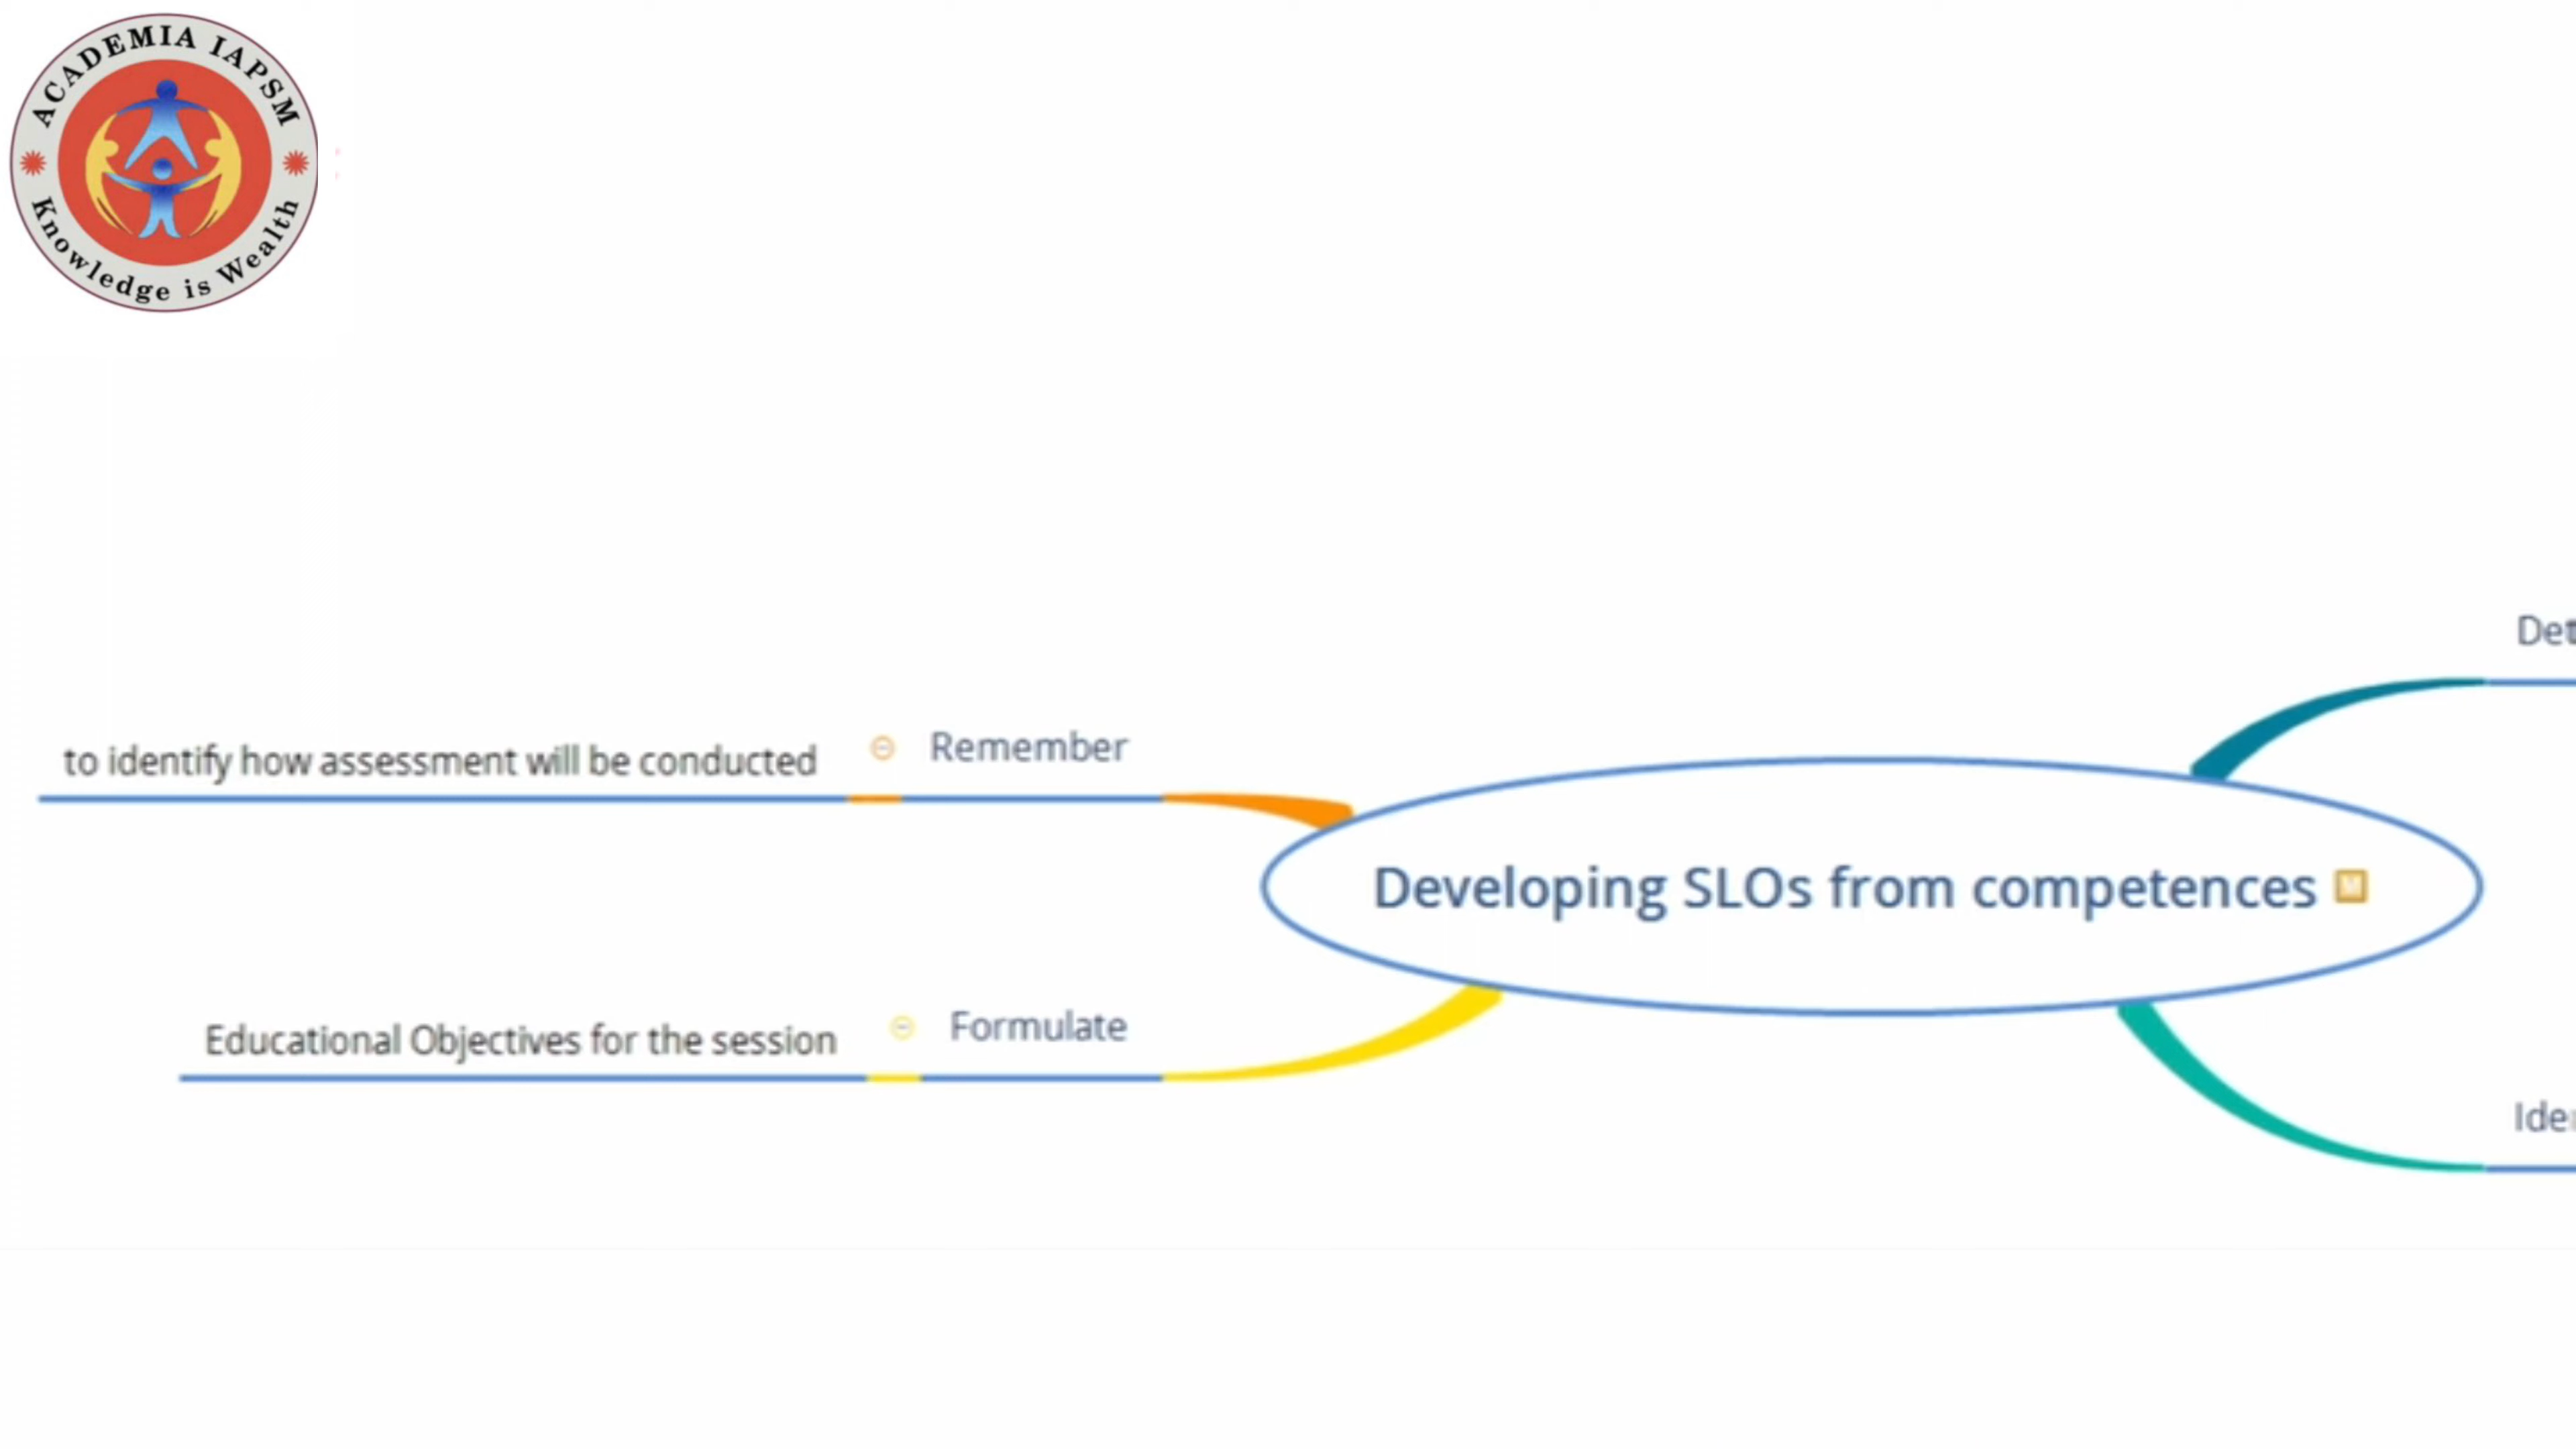 ACADEMIA IAPSM
Knowledge is Wealth
to identify how assessment will be conducted
Remember
Developing SLOs from competences
Educational Objectives for the session
Formulate